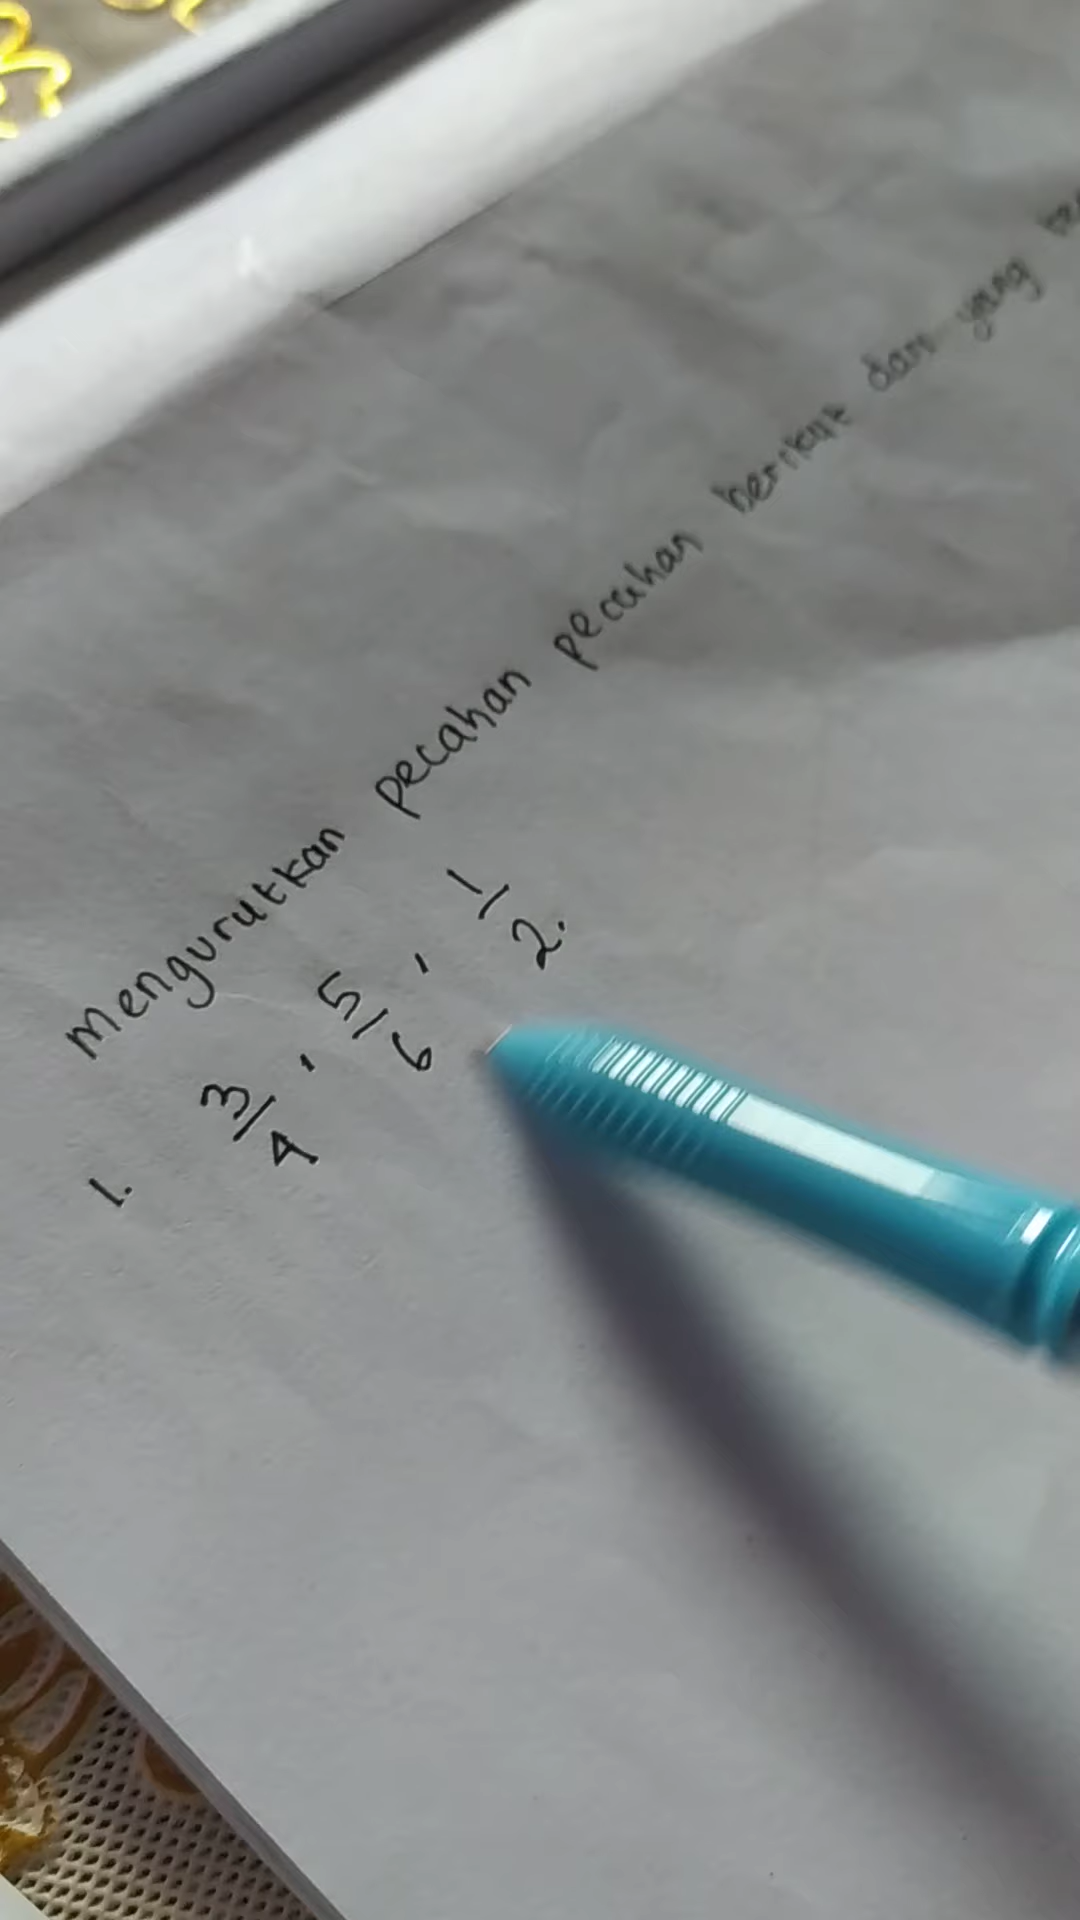 mengurutkan pecahan pecahan berikut dari yang
1. 3/4 , 5/6 , 1/2.